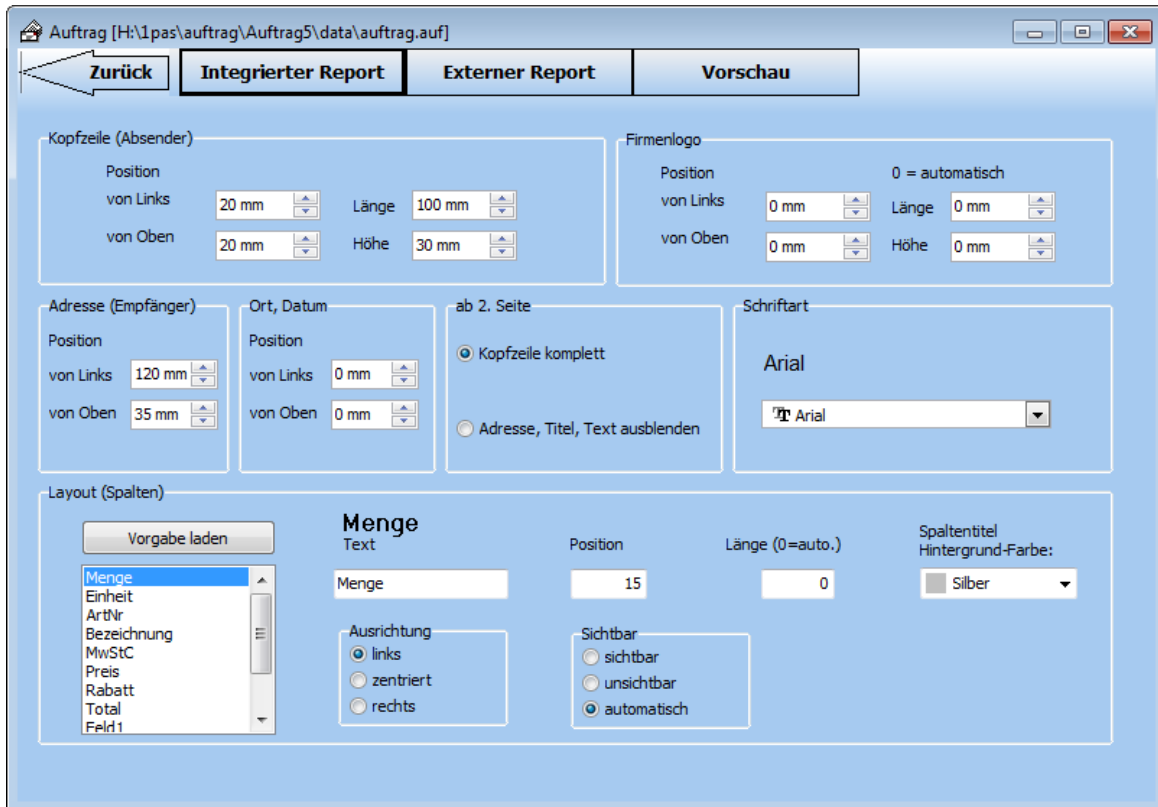 Auftrag [H:\1pas\auftrag\Auftrag5\data\auftrag.auf]
Zurück Integrierter Report Externer Report Vorschau
Kopfzeile (Absender)
Position
von Links 20 mm Länge 100 mm
von Oben 20 mm Höhe 30 mm
Firmenlogo
Position 0 = automatisch
von Links 0 mm Länge 0 mm
von Oben 0 mm Höhe 0 mm
Adresse (Empfänger)
Position
von Links 120 mm
von Oben 35 mm
Ort, Datum
Position
von Links 0 mm
von Oben 0 mm
ab 2. Seite
Kopfzeile komplett
Adresse, Titel, Text ausblenden
Schriftart
Arial
Arial
Layout (Spalten)
Vorgabe laden
Menge
Einheit
ArtNr
Bezeichnung
MwStC
Preis
Rabatt
Total
Feld1
Menge
Text Position Länge (0=auto.)
Menge 15 0
Spaltentitel
Hintergrund-Farbe:
Silber
Ausrichtung
links
zentriert
rechts
Sichtbar
sichtbar
unsichtbar
automatisch